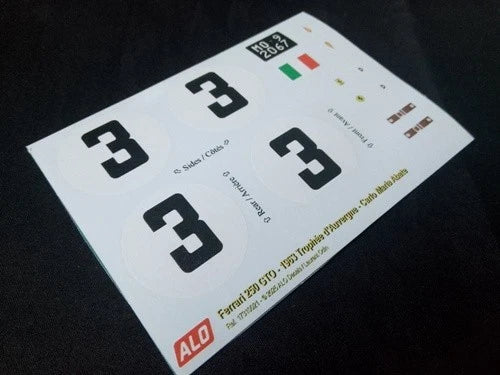 MO 9
2067
3
3
Sides / Côtés
3
Front / Avant
3
Rear / Arrière
Ferrari 250 GTO - 1963 Trophée d'Auvergne - Carlo Maria Abate
ALO